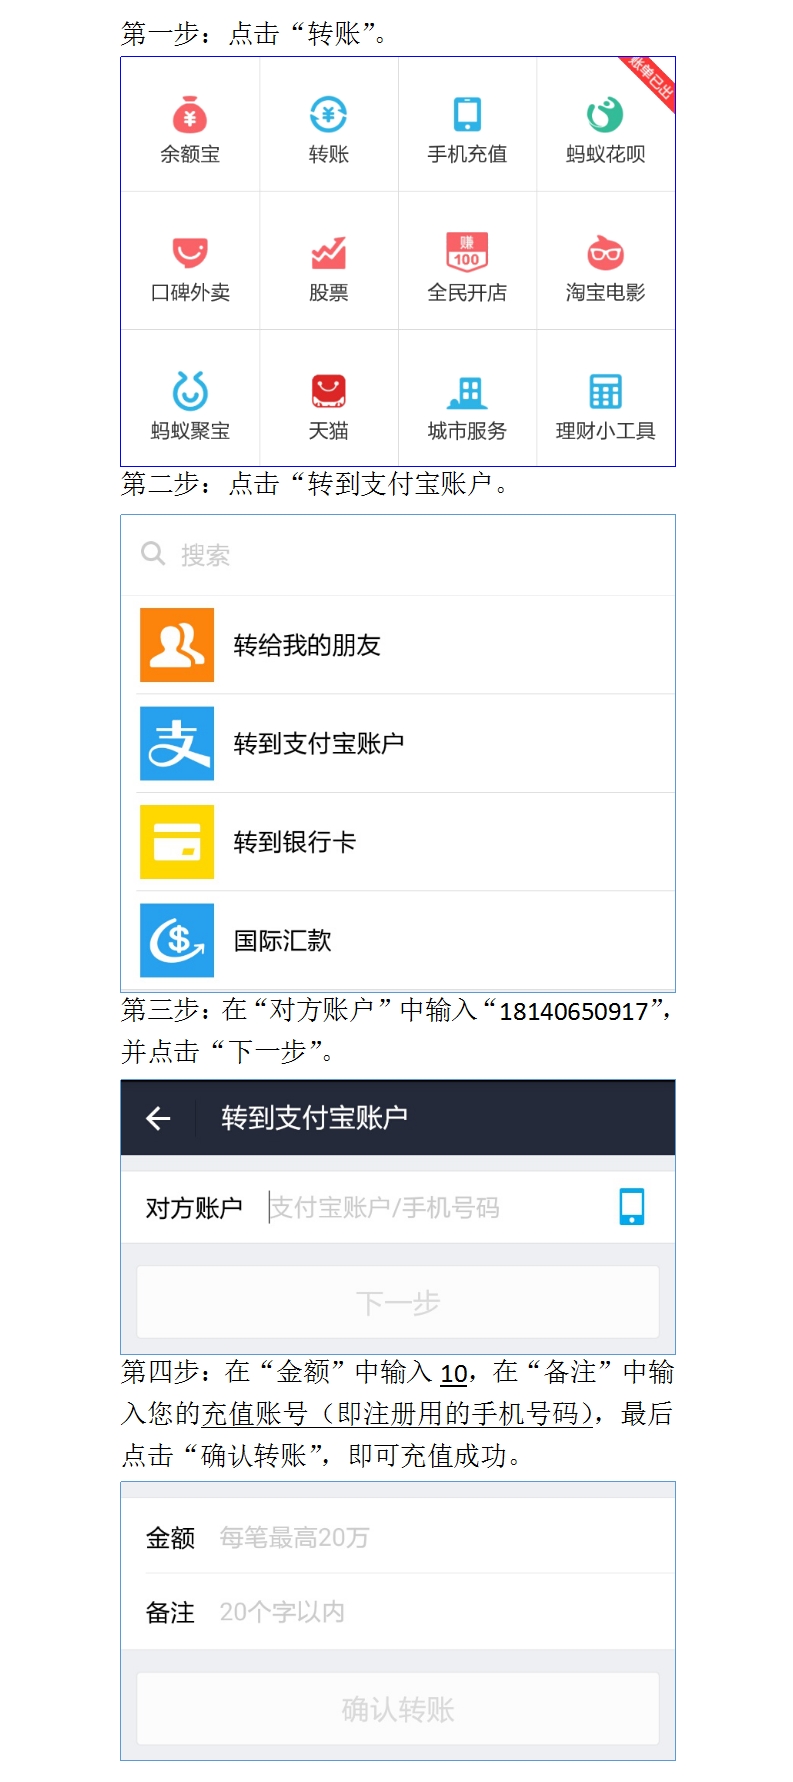 第一步：点击“转账”。
账单已出
¥ ¥
余额宝 转账 手机充值 蚂蚁花呗
赚
100
口碑外卖 股票 全民开店 淘宝电影
蚂蚁聚宝 天猫 城市服务 理财小工具
第二步：点击“转到支付宝账户。
搜索
转给我的朋友
支 转到支付宝账户
转到银行卡
$ 国际汇款
第三步：在“对方账户”中输入“18140650917”，
并点击“下一步”。
转到支付宝账户
对方账户 支付宝账户/手机号码
下一步
第四步：在“金额”中输入 10，在“备注”中输
入您的充值账号（即注册用的手机号码），最后
点击“确认转账”，即可充值成功。
金额 每笔最高20万
备注 20个字以内
确认转账